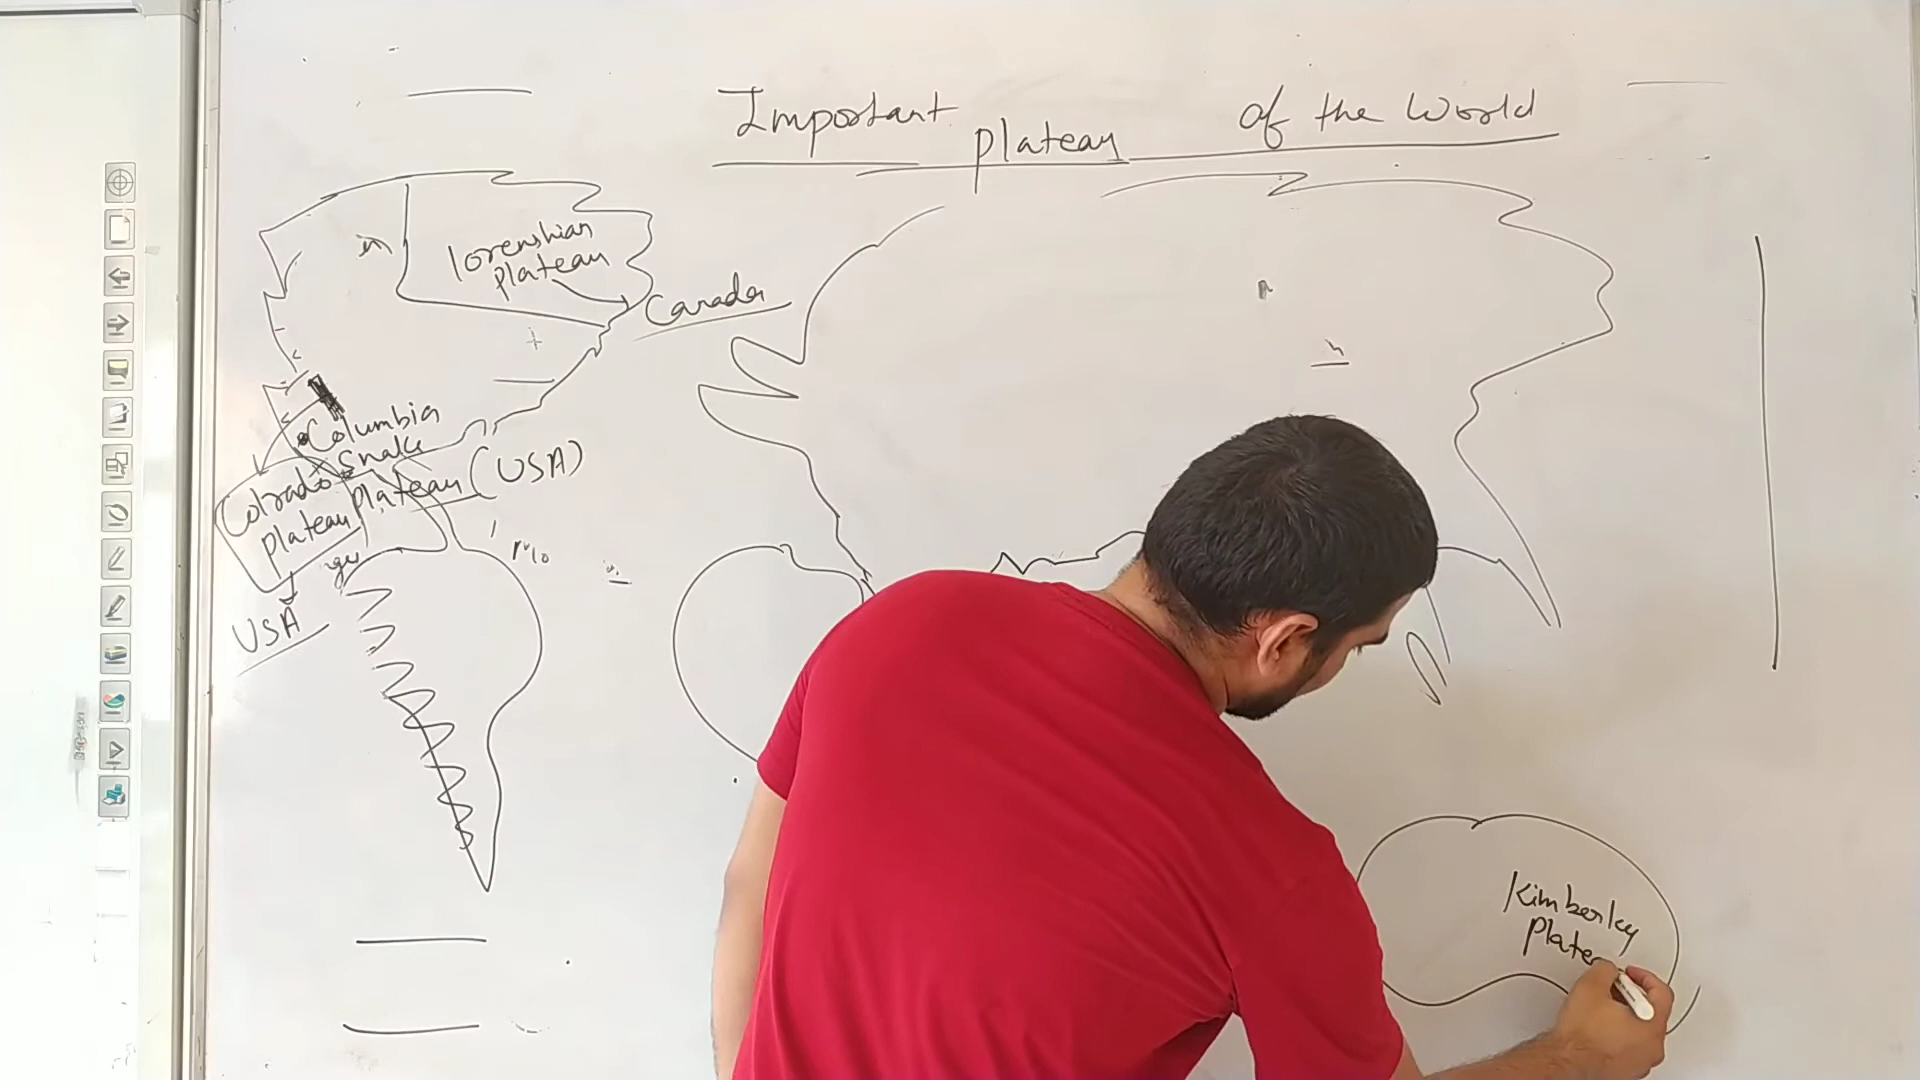 Important plateau of the World
lorenshian
plateau
Canada
Columbia
Snake
plateau (USA)
Colorado
plateau
USA
Kimberley
Plate